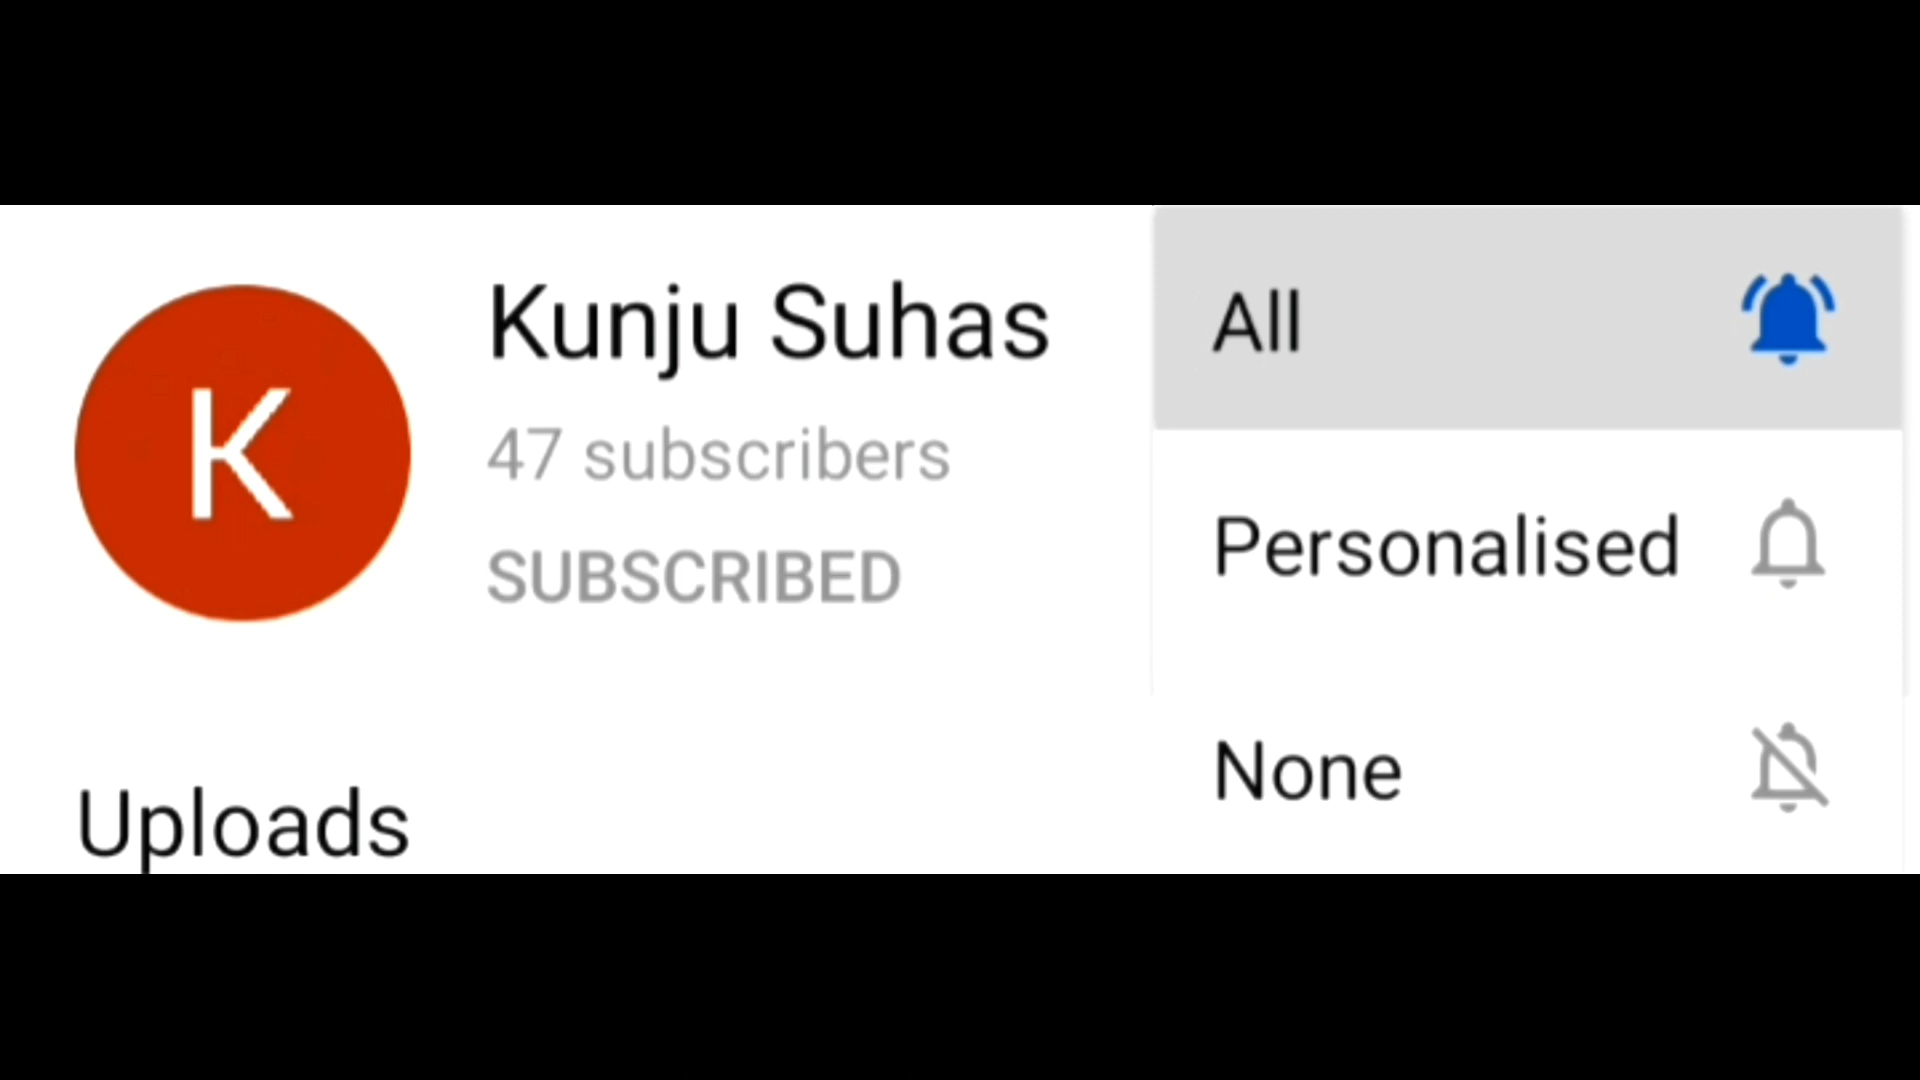 K
Kunju Suhas
47 subscribers
SUBSCRIBED
Uploads
All
Personalised
None